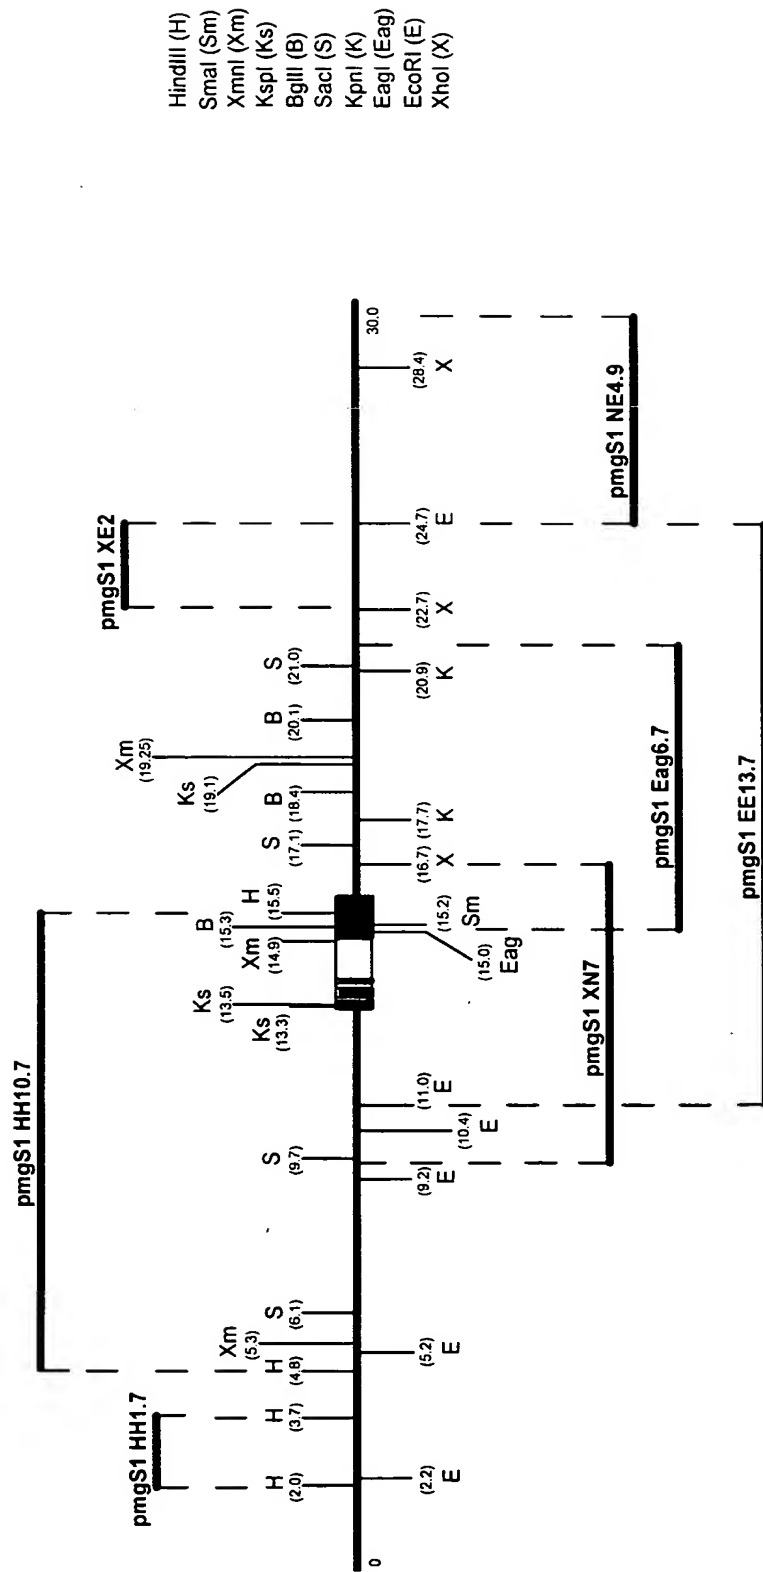 HindIII (H)
SmaI (Sm)
XmnI (Xm)
KspI (Ks)
BglII (B)
SacI (S)
KpnI (K)
EagI (Eag)
EcoRI (E)
XhoI (X)
pmgS1 HH10.7
pmgS1 HH1.7
pmgS1 XE2
H
(2.0)
H
(3.7)
H
(4.8)
Xm
(5.3)
S
(6.1)
S
(9.7)
Ks
(13.3)
Ks
(13.5)
Xm
(14.9)
B
(15.3)
H
(15.5)
S
(17.1)
B
(18.4)
Ks
(19.1)
Xm
(19.25)
B
(20.1)
S
(21.0)
0
30.0
(2.2)
E
(5.2)
E
(9.2)
E
(10.4)
E
(11.0)
E
(15.0)
Eag
(15.2)
Sm
(16.7)
X
(17.7)
K
(20.9)
K
(22.7)
X
(24.7)
E
(28.4)
X
pmgS1 XN7
pmgS1 NE4.9
pmgS1 Eag6.7
pmgS1 EE13.7